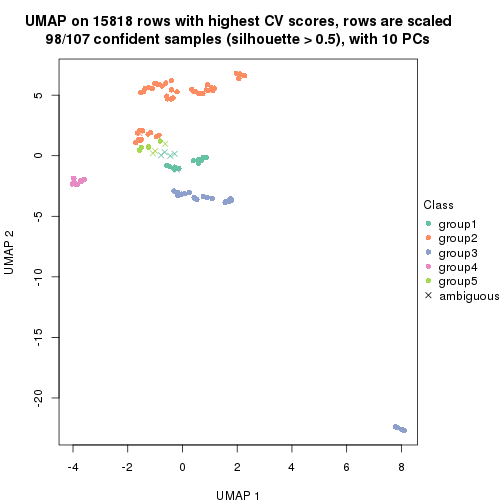 UMAP on 15818 rows with highest CV scores, rows are scaled
98/107 confident samples (silhouette > 0.5), with 10 PCs
5
0
-5
-10
-15
-20
UMAP 2
-4
-2
0
2
4
6
8
UMAP 1
Class
group1
group2
group3
group4
group5
ambiguous